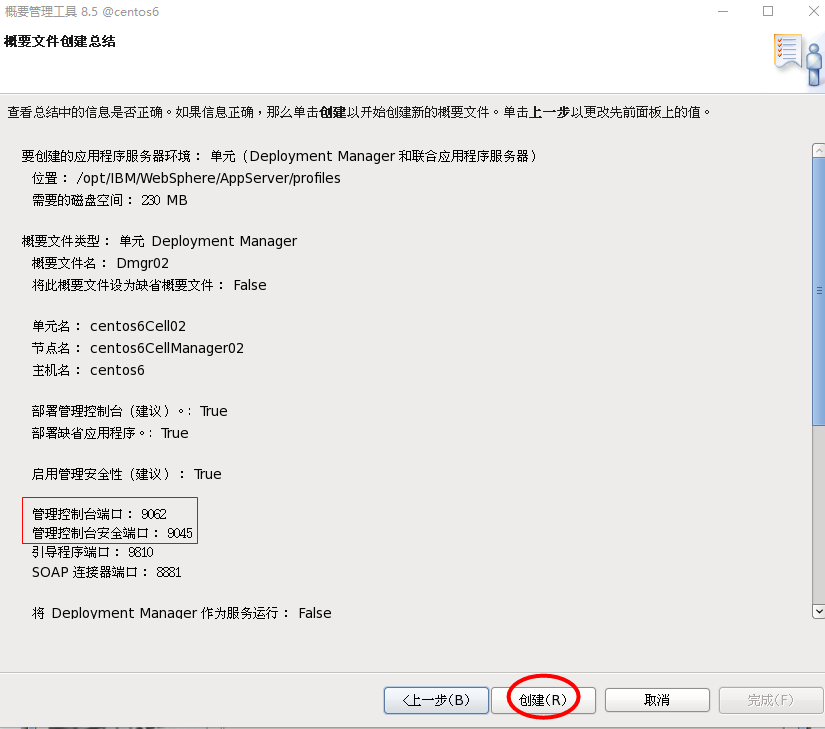 概要管理工具 8.5 @centos6
概要文件创建总结
查看总结中的信息是否正确。如果信息正确，那么单击创建以开始创建新的概要文件。单击上一步以更改先前面板上的值。
要创建的应用程序服务器环境： 单元（Deployment Manager 和联合应用程序服务器）
位置： /opt/IBM/WebSphere/AppServer/profiles
需要的磁盘空间： 230 MB
概要文件类型： 单元 Deployment Manager
概要文件名： Dmgr02
将此概要文件设为缺省概要文件： False
单元名： centos6Cell02
节点名： centos6CellManager02
主机名： centos6
部署管理控制台（建议）。：True
部署缺省应用程序。：True
启用管理安全性（建议）： True
管理控制台端口： 9062
管理控制台安全端口： 9045
引导程序端口： 9810
SOAP 连接器端口： 8881
将 Deployment Manager 作为服务运行： False
<上一步(B) 创建(R) 取消 完成(F)